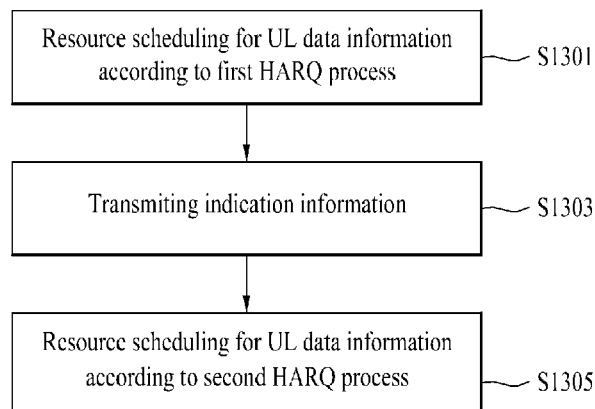 Resource scheduling for UL data information
according to first HARQ process
S1301
Transmiting indication information
S1303
Resource scheduling for UL data information
according to second HARQ process
S1305